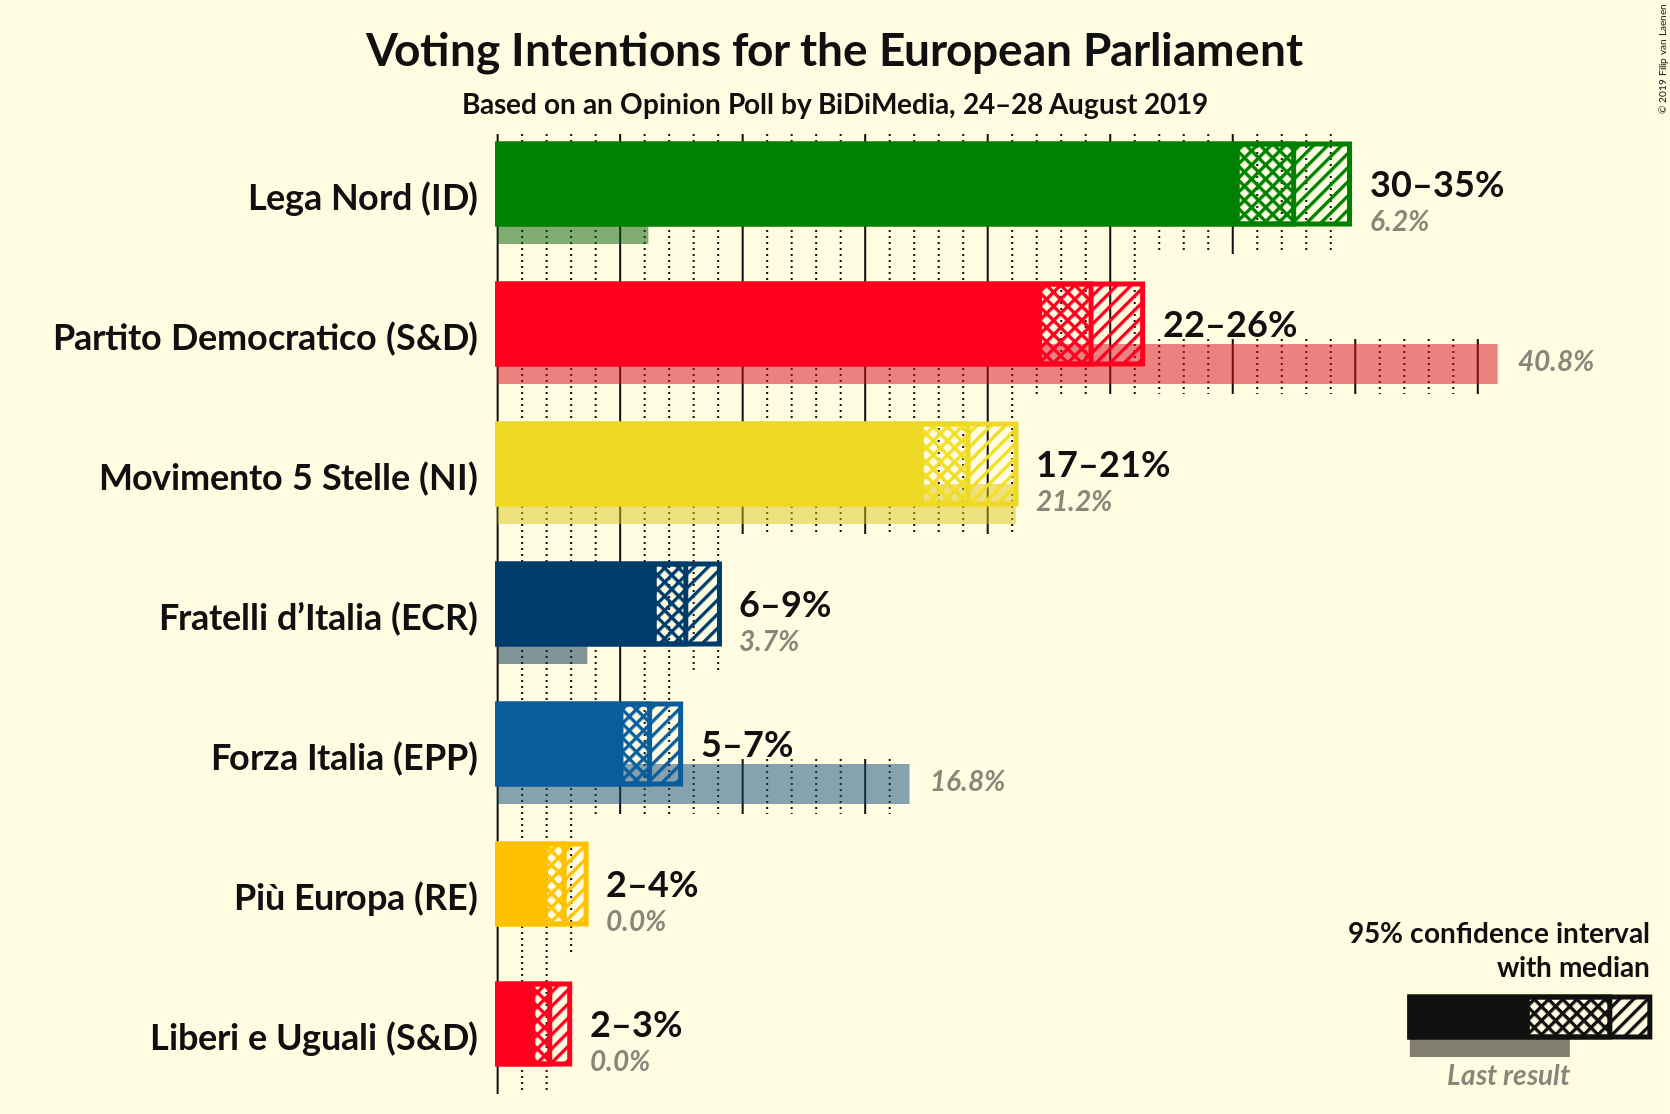 Voting Intentions for the European Parliament
Based on an Opinion Poll by BiDiMedia, 24–28 August 2019
© 2019 Filip van Laenen
Lega Nord (ID)
30–35%
6.2%
Partito Democratico (S&D)
22–26%
40.8%
Movimento 5 Stelle (NI)
17–21%
21.2%
Fratelli d’Italia (ECR)
6–9%
3.7%
Forza Italia (EPP)
5–7%
16.8%
Più Europa (RE)
2–4%
0.0%
Liberi e Uguali (S&D)
2–3%
0.0%
95% confidence interval
with median
Last result